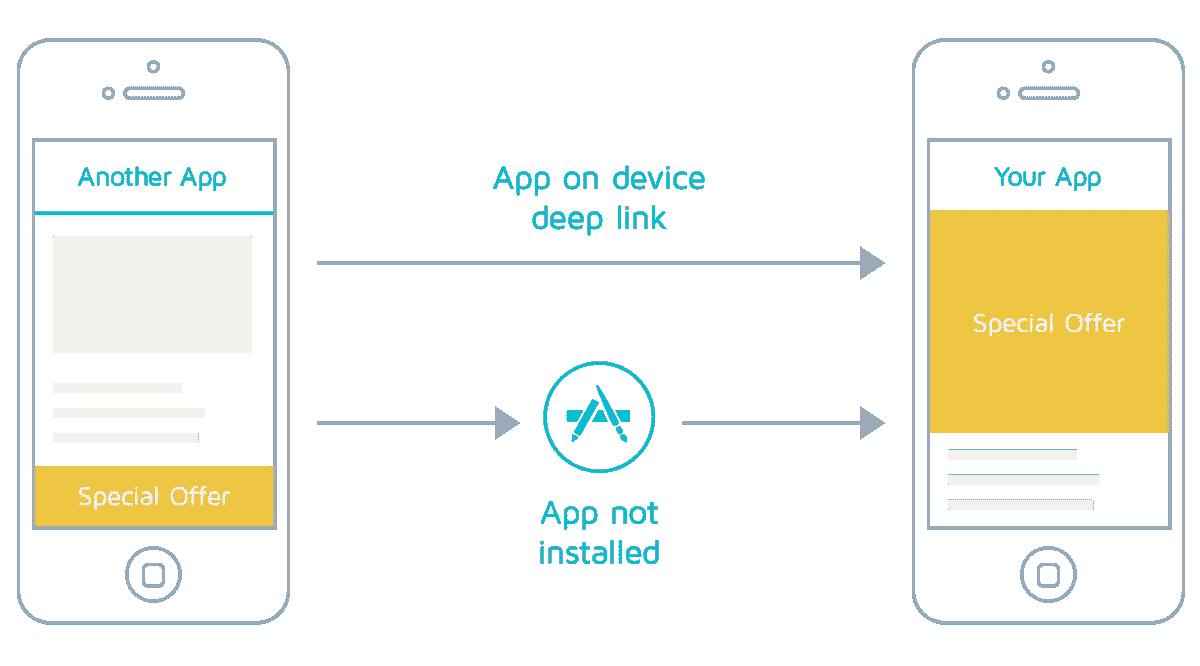 Another App
Special Offer
App on device
deep link
App not
installed
Your App
Special Offer